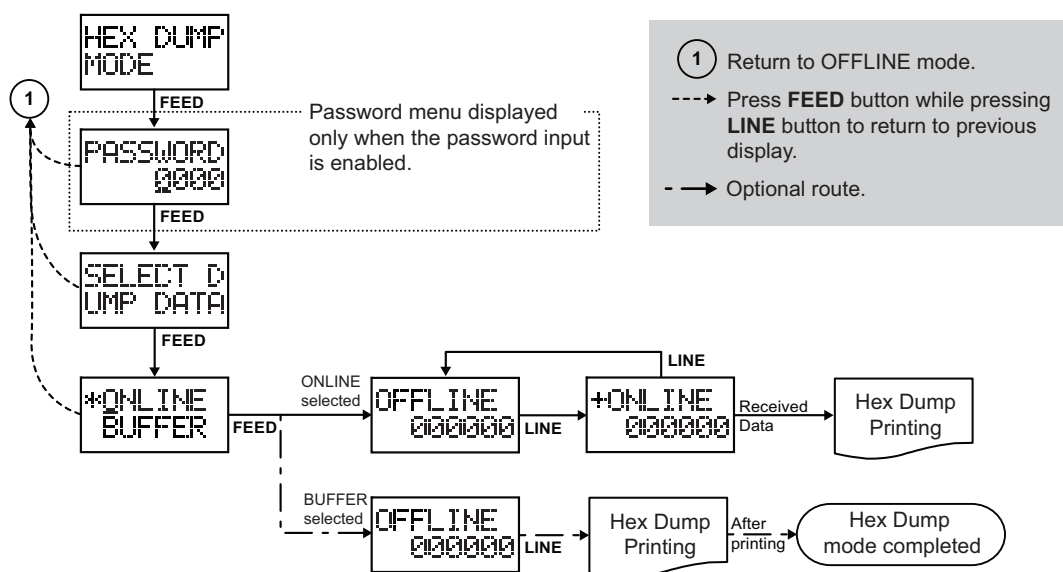 HEX DUMP
MODE
FEED
1
Password menu displayed
only when the password input
is enabled.
PASSWORD
0000
FEED
SELECT D
UMP DATA
FEED
*ONLINE
BUFFER
FEED
ONLINE
selected
OFFLINE
000000
LINE
LINE
+ONLINE
000000
Received
Data
Hex Dump
Printing
BUFFER
selected
OFFLINE
000000
LINE
Hex Dump
Printing
After
printing
Hex Dump
mode completed
1 Return to OFFLINE mode.
Press FEED button while pressing
LINE button to return to previous
display.
Optional route.